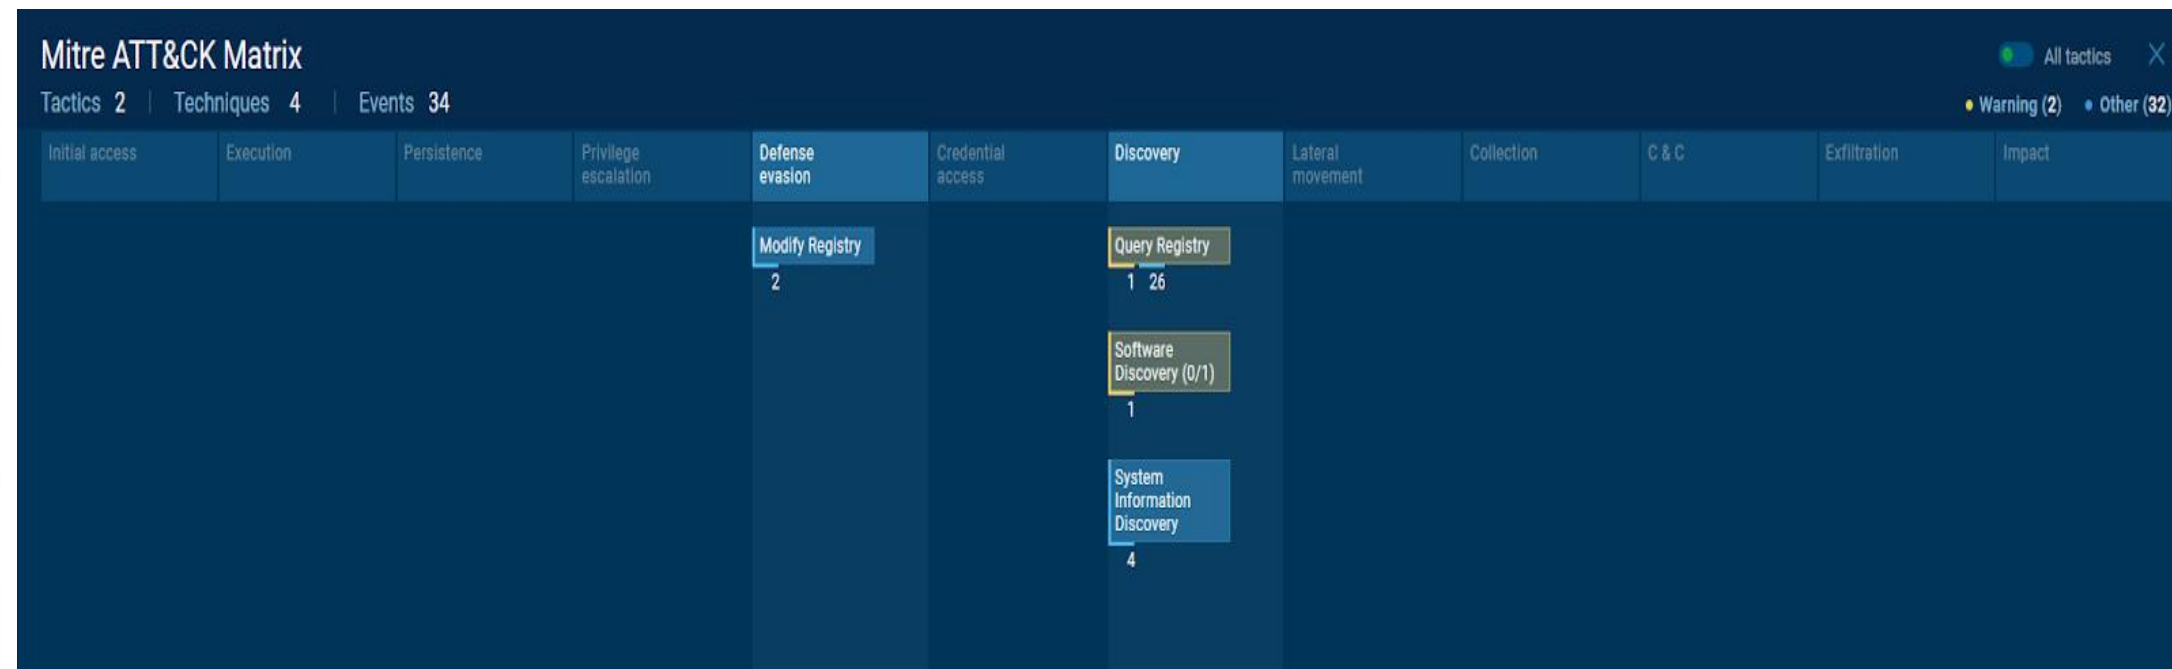 Mitre ATT&CK Matrix
All tactics
Tactics 2 | Techniques 4 | Events 34
Warning (2) Other (32)
Initial access
Execution
Persistence
Privilege
escalation
Defense
evasion
Credential
access
Discovery
Lateral
movement
Collection
C & C
Exfiltration
Impact
Modify Registry
2
Query Registry
1 26
Software
Discovery (0/1)
1
System
Information
Discovery
4